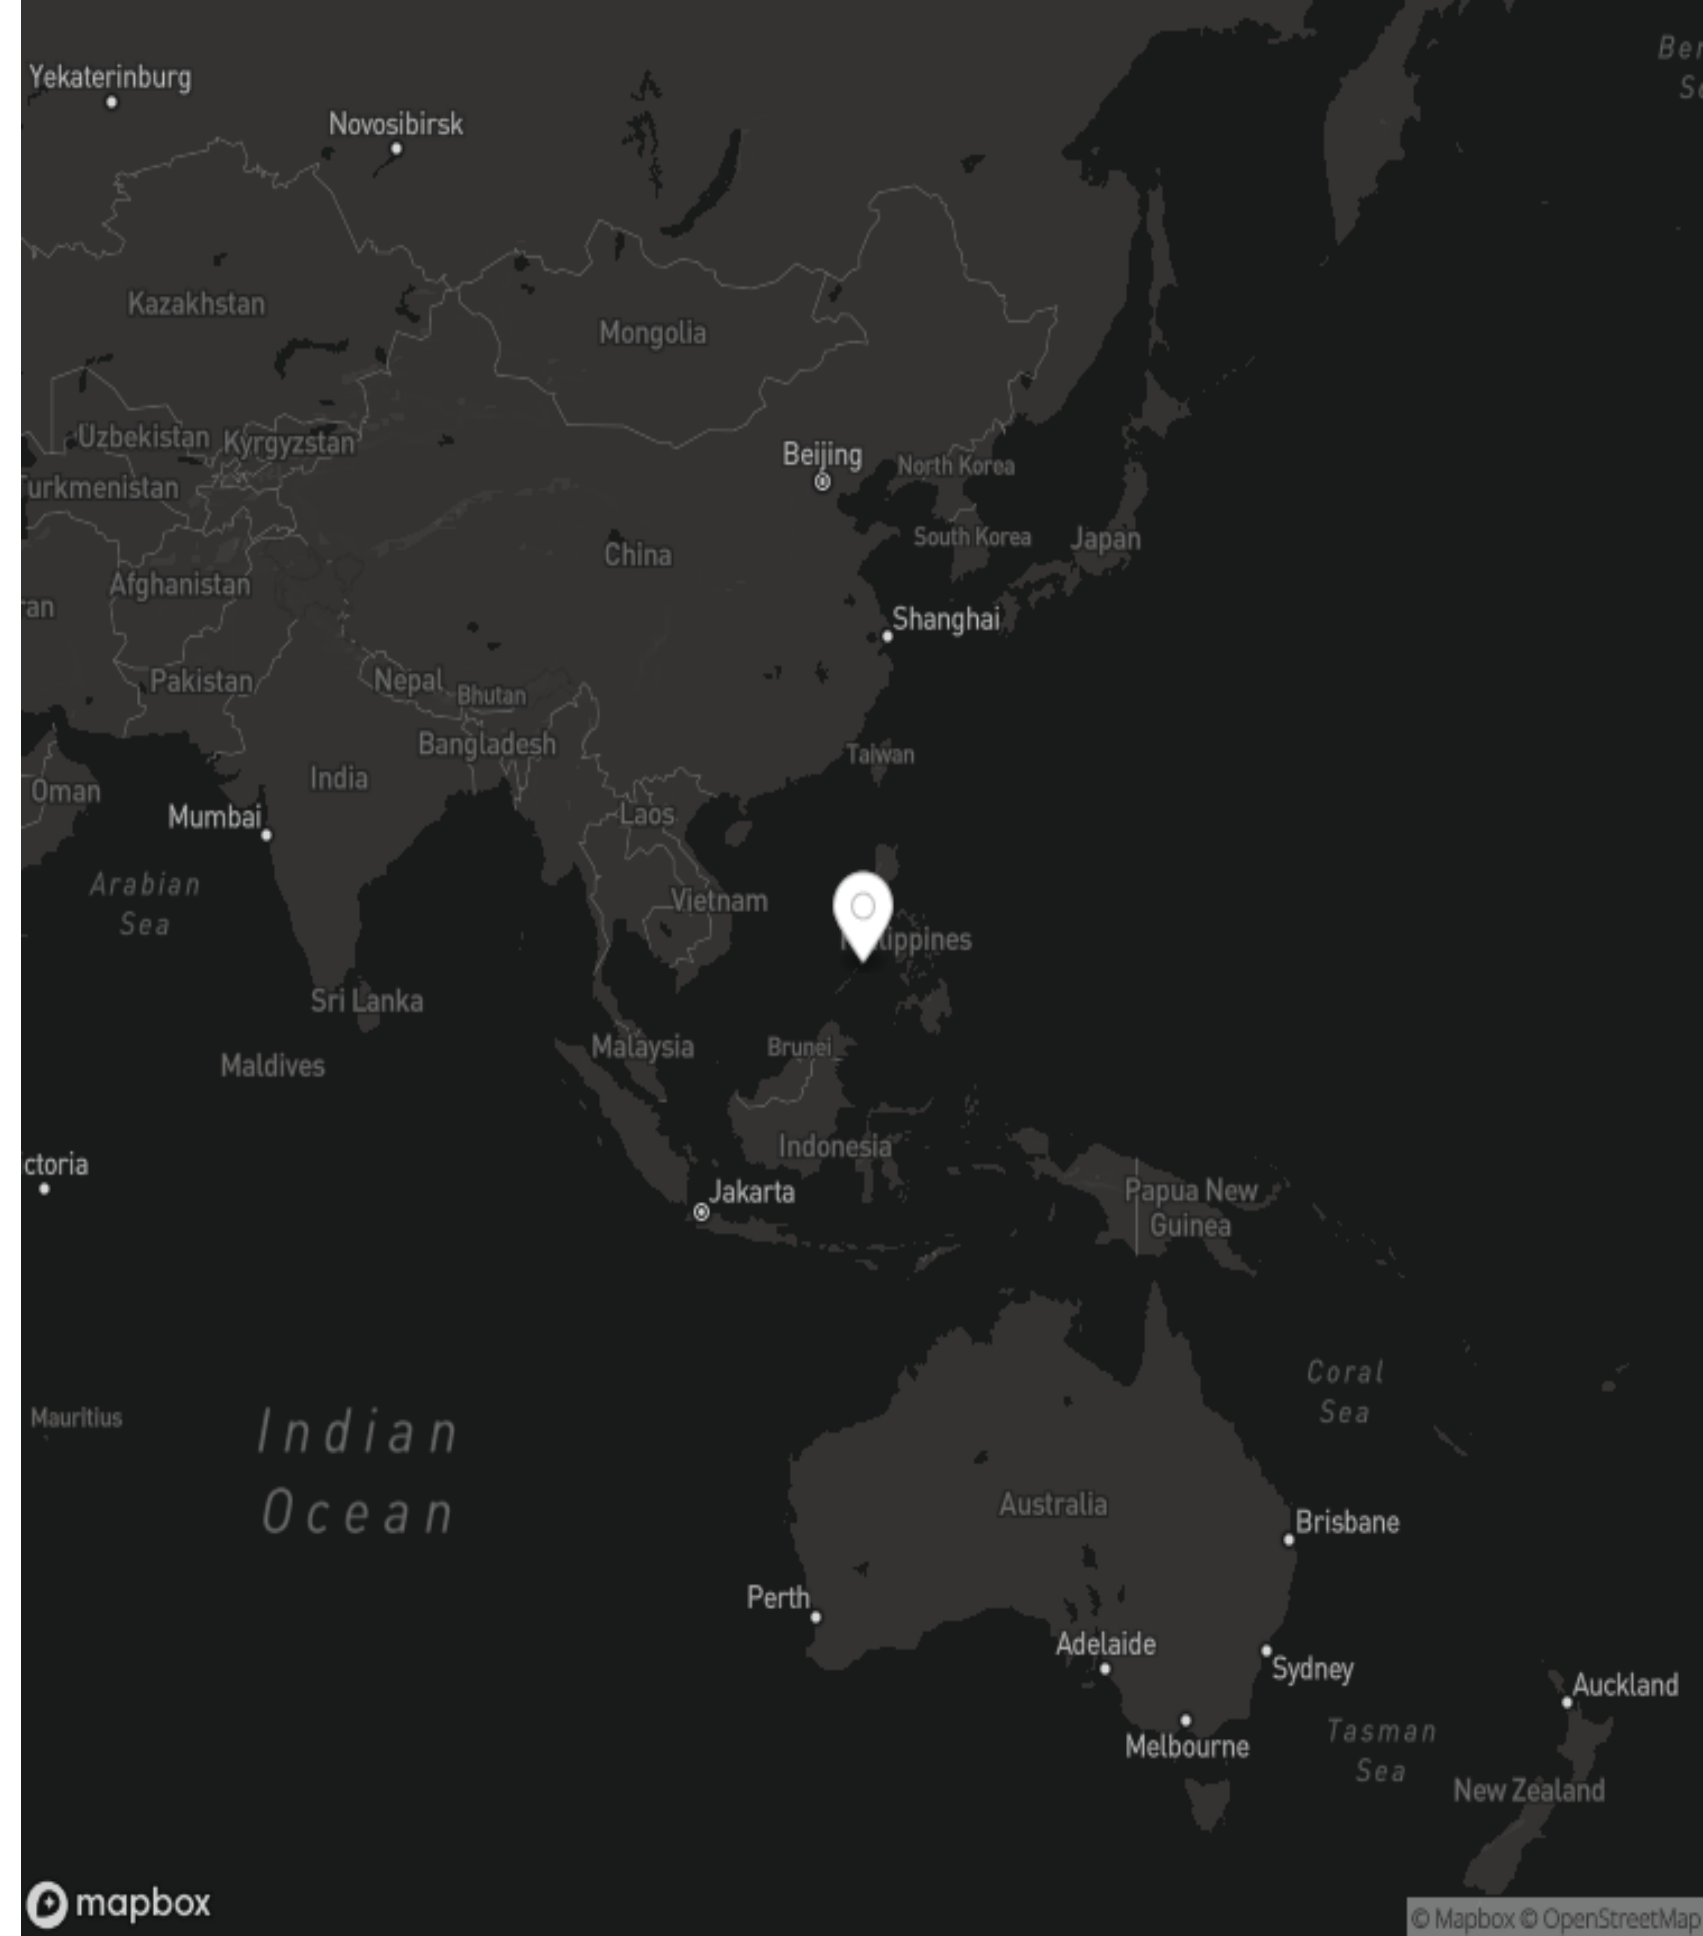 Ber
Yekaterinburg
Novosibirsk
Kazakhstan
Mongolia
Uzbekistan
Kyrgyzstan
Beijing
North Korea
urkmenistan
South Korea
Japan
China
Afghanistan
ran
Shanghai
Pakistan
Nepal
Bhutan
Bangladesh
Taiwan
India
Oman
Laos
Mumbai
Arabian
Sea
Vietnam
ilippines
Sri Lanka
Malaysia
Brunei
Maldives
Indonesia
ctoria
Jakarta
Papua New
Guinea
Coral
Sea
Mauritius
Indian
Ocean
Australia
Brisbane
Perth
Adelaide
Sydney
Auckland
Tasman
Sea
Melbourne
New Zealand
mapbox
© Mapbox © OpenStreetMap